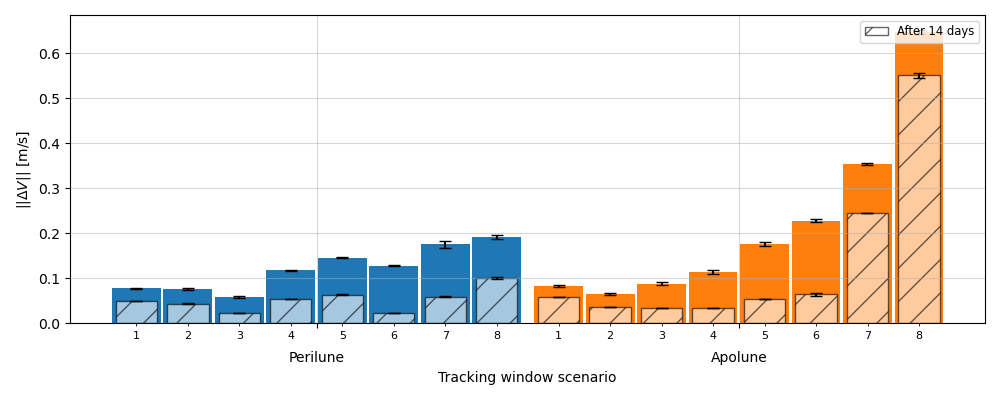 After 14 days
||ΔV|| [m/s]
0.6
0.5
0.4
0.3
0.2
0.1
0.0
1 2 3 4 5 6 7 8 1 2 3 4 5 6 7 8
Perilune Apolune
Tracking window scenario